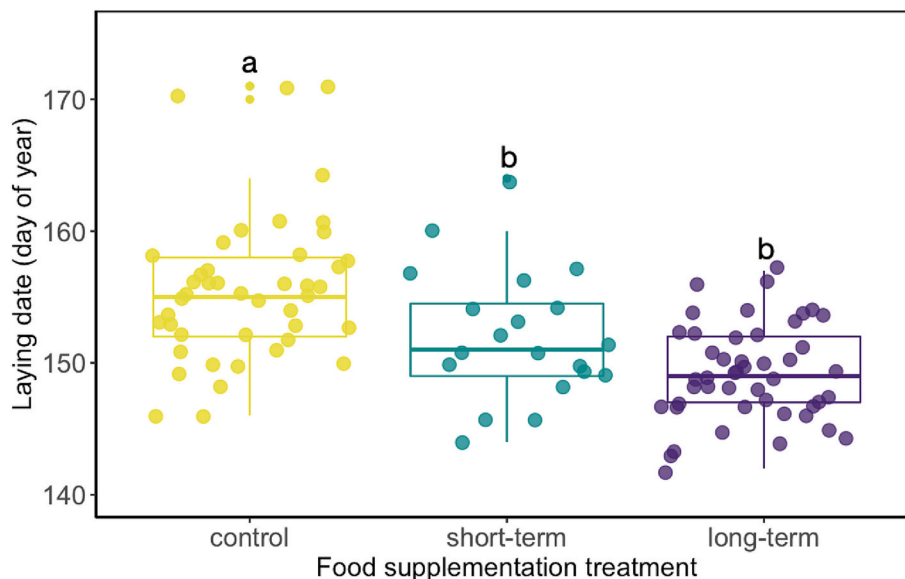 a
170
b
160
b
150
140
Laying date (day of year)
control short-term long-term
Food supplementation treatment